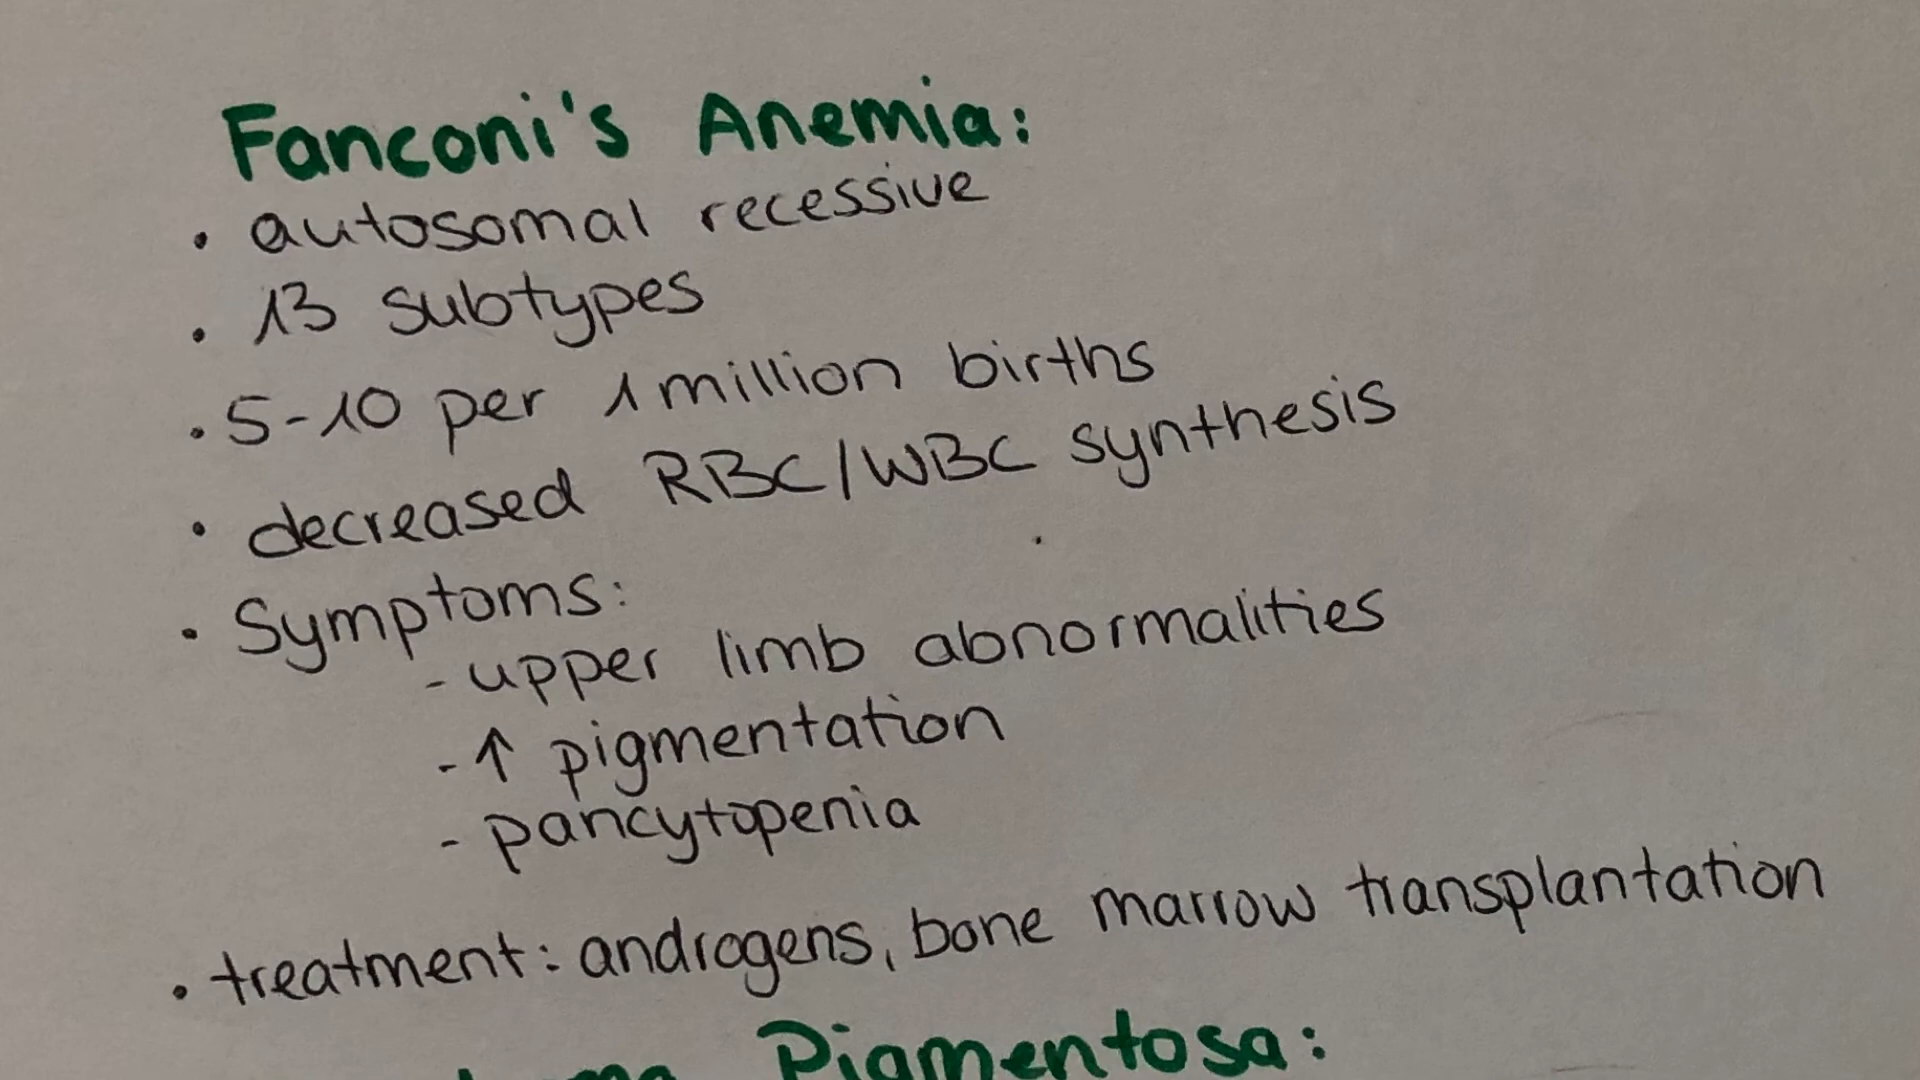 Fanconi's Anemia:
• autosomal recessive
• 13 subtypes
• 5-10 per 1 million births
• decreased RBC/WBC synthesis
• Symptoms:
- upper limb abnormalities
- ↑ pigmentation
- pancytopenia
• treatment: androgens, bone marrow transplantation
Pigmentosa: